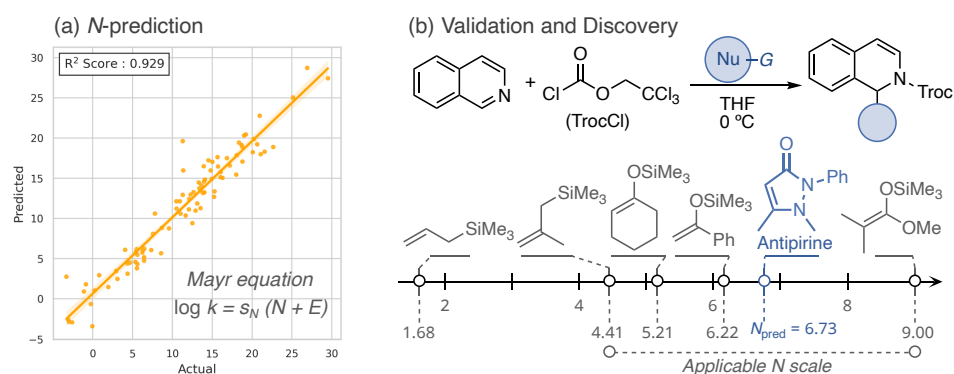 (a) N-prediction
R² Score : 0.929
Predicted
30
25
20
15
10
5
0
−5
0
5
10
15
20
25
30
Actual
Mayr equation
log k = sN (N + E)
(b) Validation and Discovery
N
+
O
Cl
O
CCl3
(TrocCl)
Nu
G
THF
0 ºC
N
Troc
SiMe3
SiMe3
OSiMe3
OSiMe3
Ph
O
N
Ph
N
Antipirine
OSiMe3
OMe
2
4
6
8
1.68
4.41
5.21
6.22
Npred = 6.73
9.00
Applicable N scale